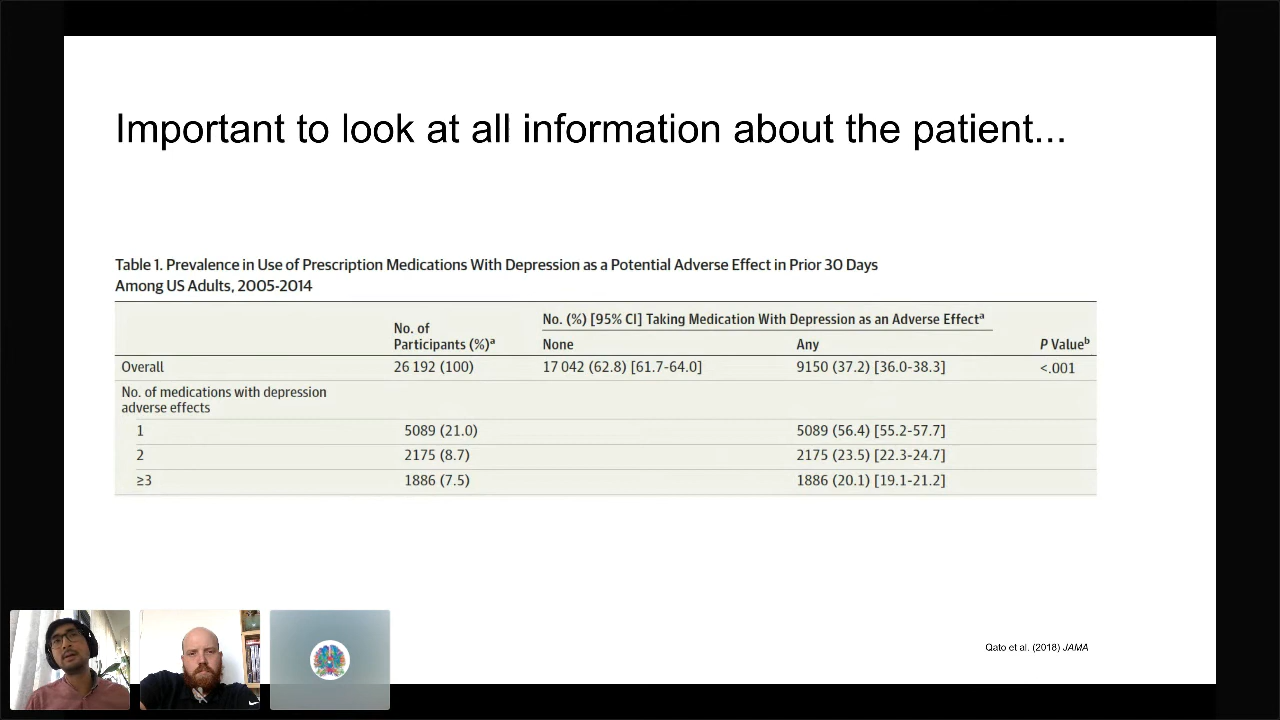 Important to look at all information about the patient...
Table 1. Prevalence in Use of Prescription Medications With Depression as a Potential Adverse Effect in Prior 30 Days
Among US Adults, 2005-2014
No. (%) [95% CI] Taking Medication With Depression as an Adverse Effectᵃ
No. of
Participants (%)ᵃ
None
Any
P Valueᵇ
Overall
26 192 (100)
17 042 (62.8) [61.7-64.0]
9150 (37.2) [36.0-38.3]
<.001
No. of medications with depression
adverse effects
1
5089 (21.0)
5089 (56.4) [55.2-57.7]
2
2175 (8.7)
2175 (23.5) [22.3-24.7]
≥3
1886 (7.5)
1886 (20.1) [19.1-21.2]
Qato et al. (2018) JAMA